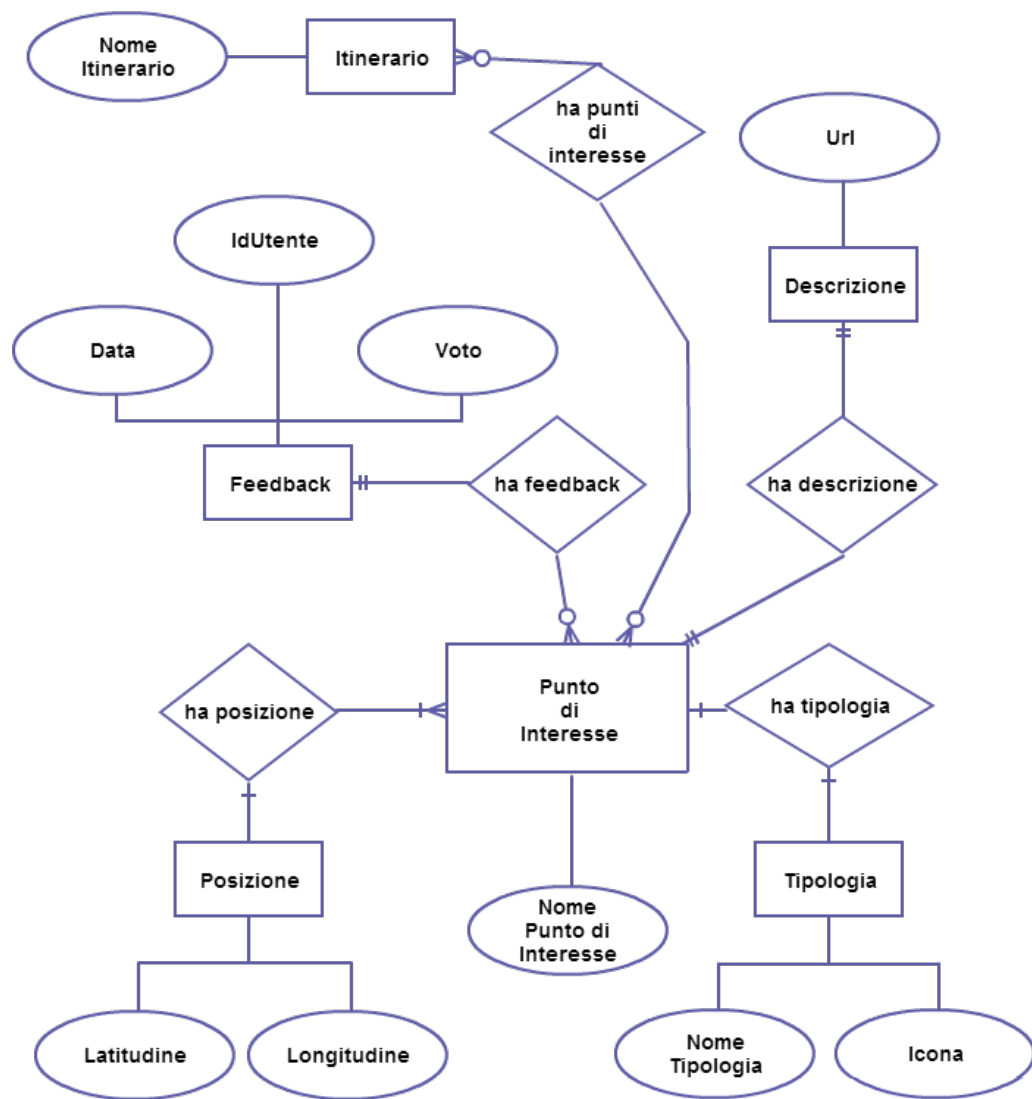 Nome
Itinerario
Itinerario
ha punti
di
interesse
Url
IdUtente
Descrizione
Data
Voto
Feedback
ha feedback
ha descrizione
ha posizione
Punto
di
Interesse
ha tipologia
Posizione
Tipologia
Nome
Punto di
Interesse
Latitudine
Longitudine
Nome
Tipologia
Icona